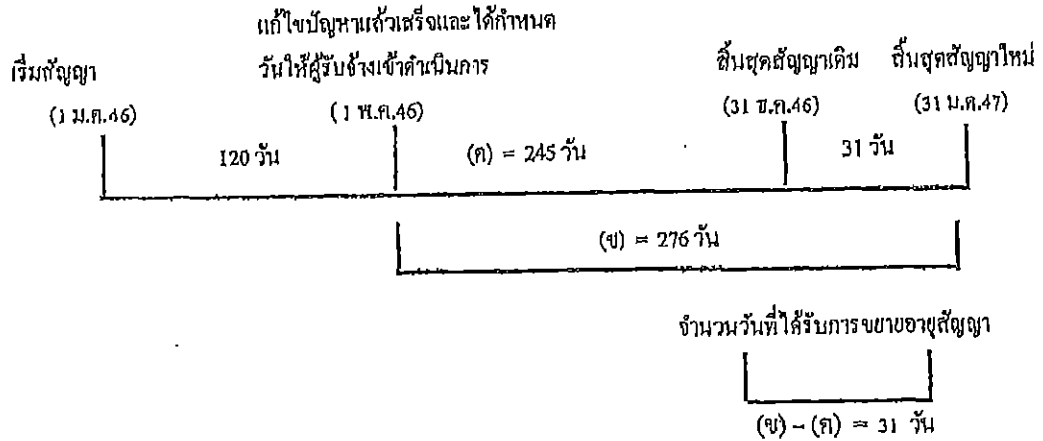 แก้ไขปัญหาแล้วเสร็จและได้กำหนด
วันให้ผู้รับจ้างเข้าดำเนินการ
เริ่มสัญญา
สิ้นสุดสัญญาเดิม
สิ้นสุดสัญญาใหม่
(1 ม.ค.46)
(1 พ.ค.46)
(31 ธ.ค.46)
(31 ม.ค.47)
120 วัน
(ค) = 245 วัน
31 วัน
(ข) = 276 วัน
จำนวนวันที่ได้รับการขยายอายุสัญญา
(ข) – (ค) = 31 วัน